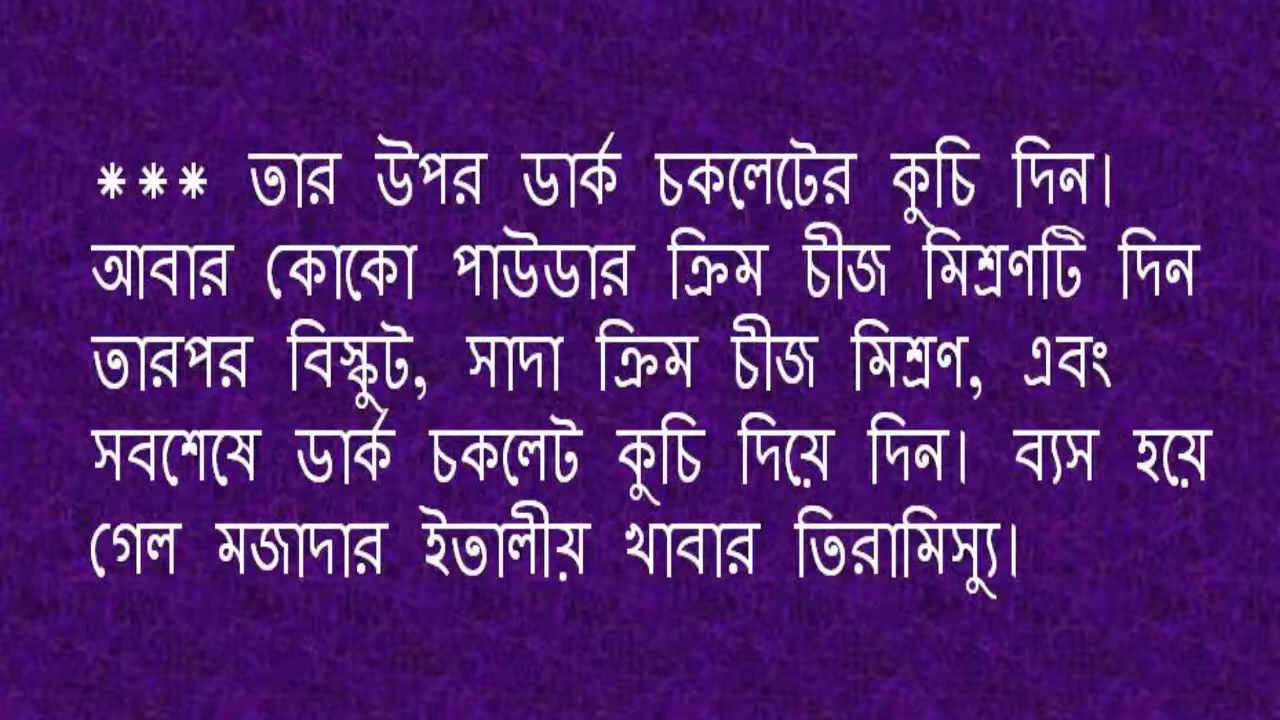 *** তার উপর ডার্ক চকলেটের কুচি দিন।
আবার কোকো পাউডার ক্রিম চীজ মিশ্রণটি দিন
তারপর বিস্কুট, সাদা ক্রিম চীজ মিশ্রণ, এবং
সবশেষে ডার্ক চকলেট কুচি দিয়ে দিন। ব্যস হয়ে
গেল মজাদার ইতালীয় খাবার তিরামিস্যু।